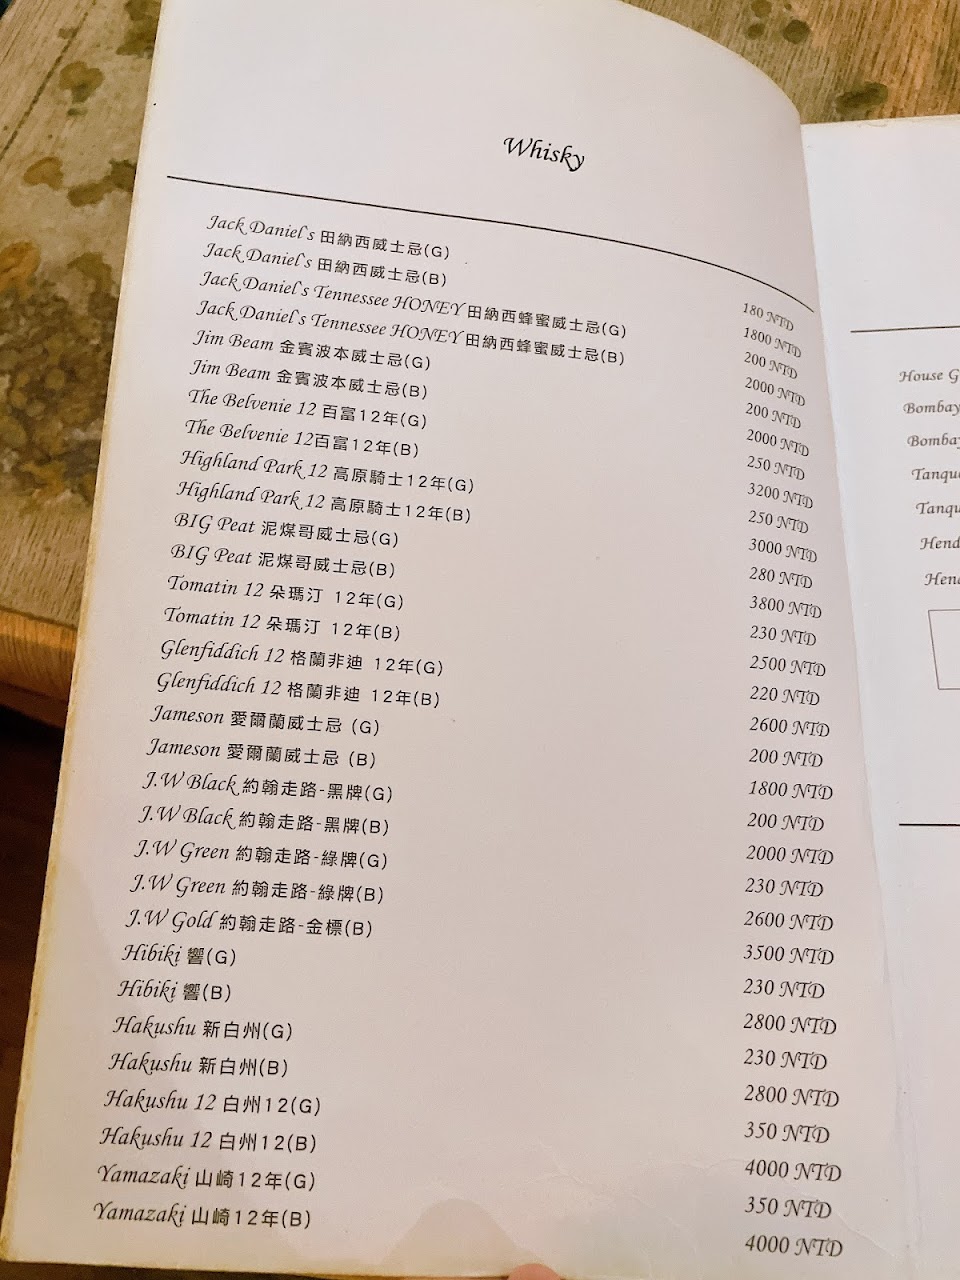 Whisky
Jack Daniel's 田納西威士忌(G) 180 NTD
Jack Daniel's 田納西威士忌(B) 1800 NTD
Jack Daniel's Tennessee HONEY 田納西蜂蜜威士忌(G) 200 NTD
Jack Daniel's Tennessee HONEY 田納西蜂蜜威士忌(B) 2000 NTD
Jim Beam 金賓波本威士忌(G) 200 NTD
Jim Beam 金賓波本威士忌(B) 2000 NTD
The Belvenie 12 百富12年(G) 250 NTD
The Belvenie 12百富12年(B) 3200 NTD
Highland Park 12 高原騎士12年(G) 250 NTD
Highland Park 12 高原騎士12年(B) 3000 NTD
BIG Peat 泥煤哥威士忌(G) 280 NTD
BIG Peat 泥煤哥威士忌(B) 3800 NTD
Tomatin 12 朵瑪汀 12年(G) 230 NTD
Tomatin 12 朵瑪汀 12年(B) 2500 NTD
Glenfiddich 12 格蘭菲迪 12年(G) 220 NTD
Glenfiddich 12 格蘭菲迪 12年(B) 2600 NTD
Jameson 愛爾蘭威士忌 (G) 200 NTD
Jameson 愛爾蘭威士忌 (B) 1800 NTD
J.W Black 約翰走路-黑牌(G) 200 NTD
J.W Black 約翰走路-黑牌(B) 2000 NTD
J.W Green 約翰走路-綠牌(G) 230 NTD
J.W Green 約翰走路-綠牌(B) 2600 NTD
J.W Gold 約翰走路-金標(B) 3500 NTD
Hibiki 響(G) 230 NTD
Hibiki 響(B) 2800 NTD
Hakushu 新白州(G) 230 NTD
Hakushu 新白州(B) 2800 NTD
Hakushu 12 白州12(G) 350 NTD
Hakushu 12 白州12(B) 4000 NTD
Yamazaki 山崎12年(G) 350 NTD
Yamazaki 山崎12年(B) 4000 NTD
House G
Bombay
Bombay
Tanqu
Tanqu
Hend
Hen